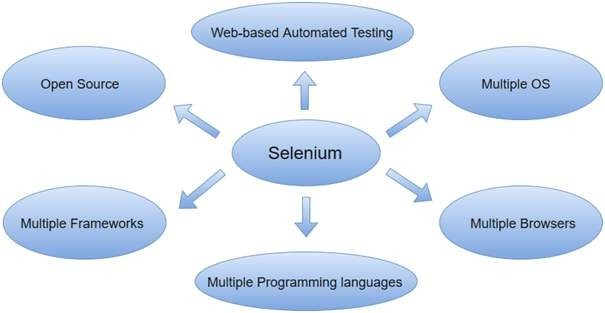 Web-based Automated Testing
Open Source
Multiple OS
Selenium
Multiple Frameworks
Multiple Browsers
Multiple Programming languages